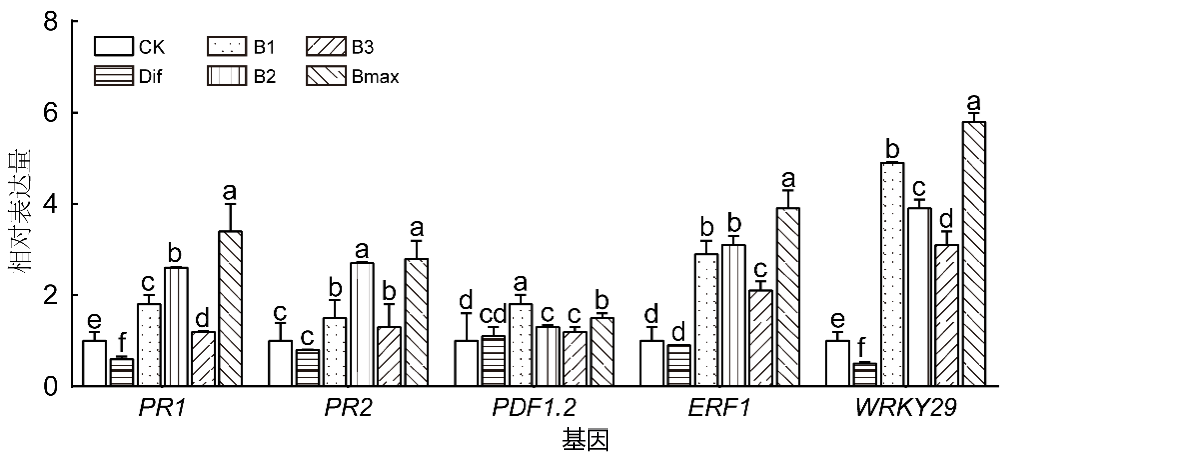 8
6
4
2
0
相对表达量
CK B1 B3
Dif B2 Bmax
e f c b d a
c c b a b a
d cd a c c b
d d b b c a
e f b c d a
PR1 PR2 PDF1.2 ERF1 WRKY29
基因